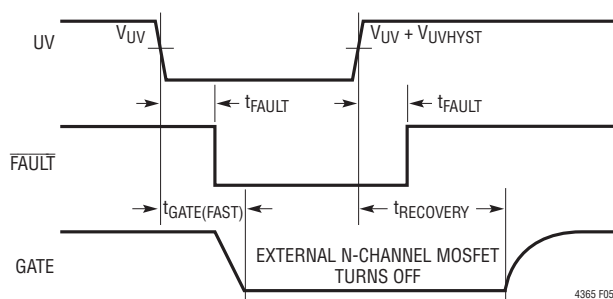 UV
V_UV
V_UV + V_UVHYST
t_FAULT
t_FAULT
FAULT
t_GATE(FAST)
t_RECOVERY
GATE
EXTERNAL N-CHANNEL MOSFET
TURNS OFF
4365 F05